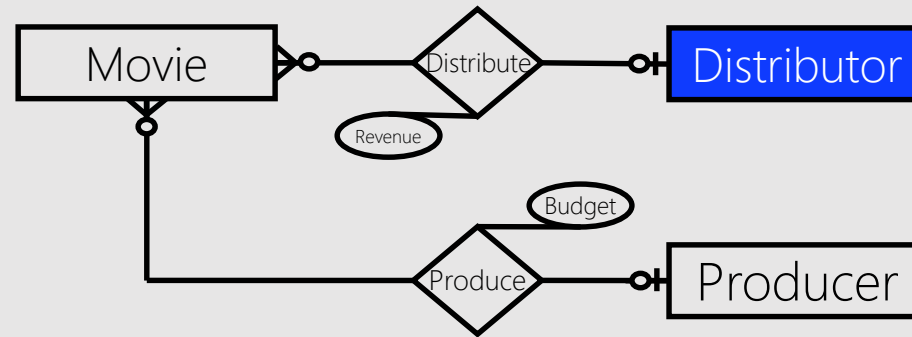 Movie
Distribute
Distributor
Revenue
Budget
Produce
Producer